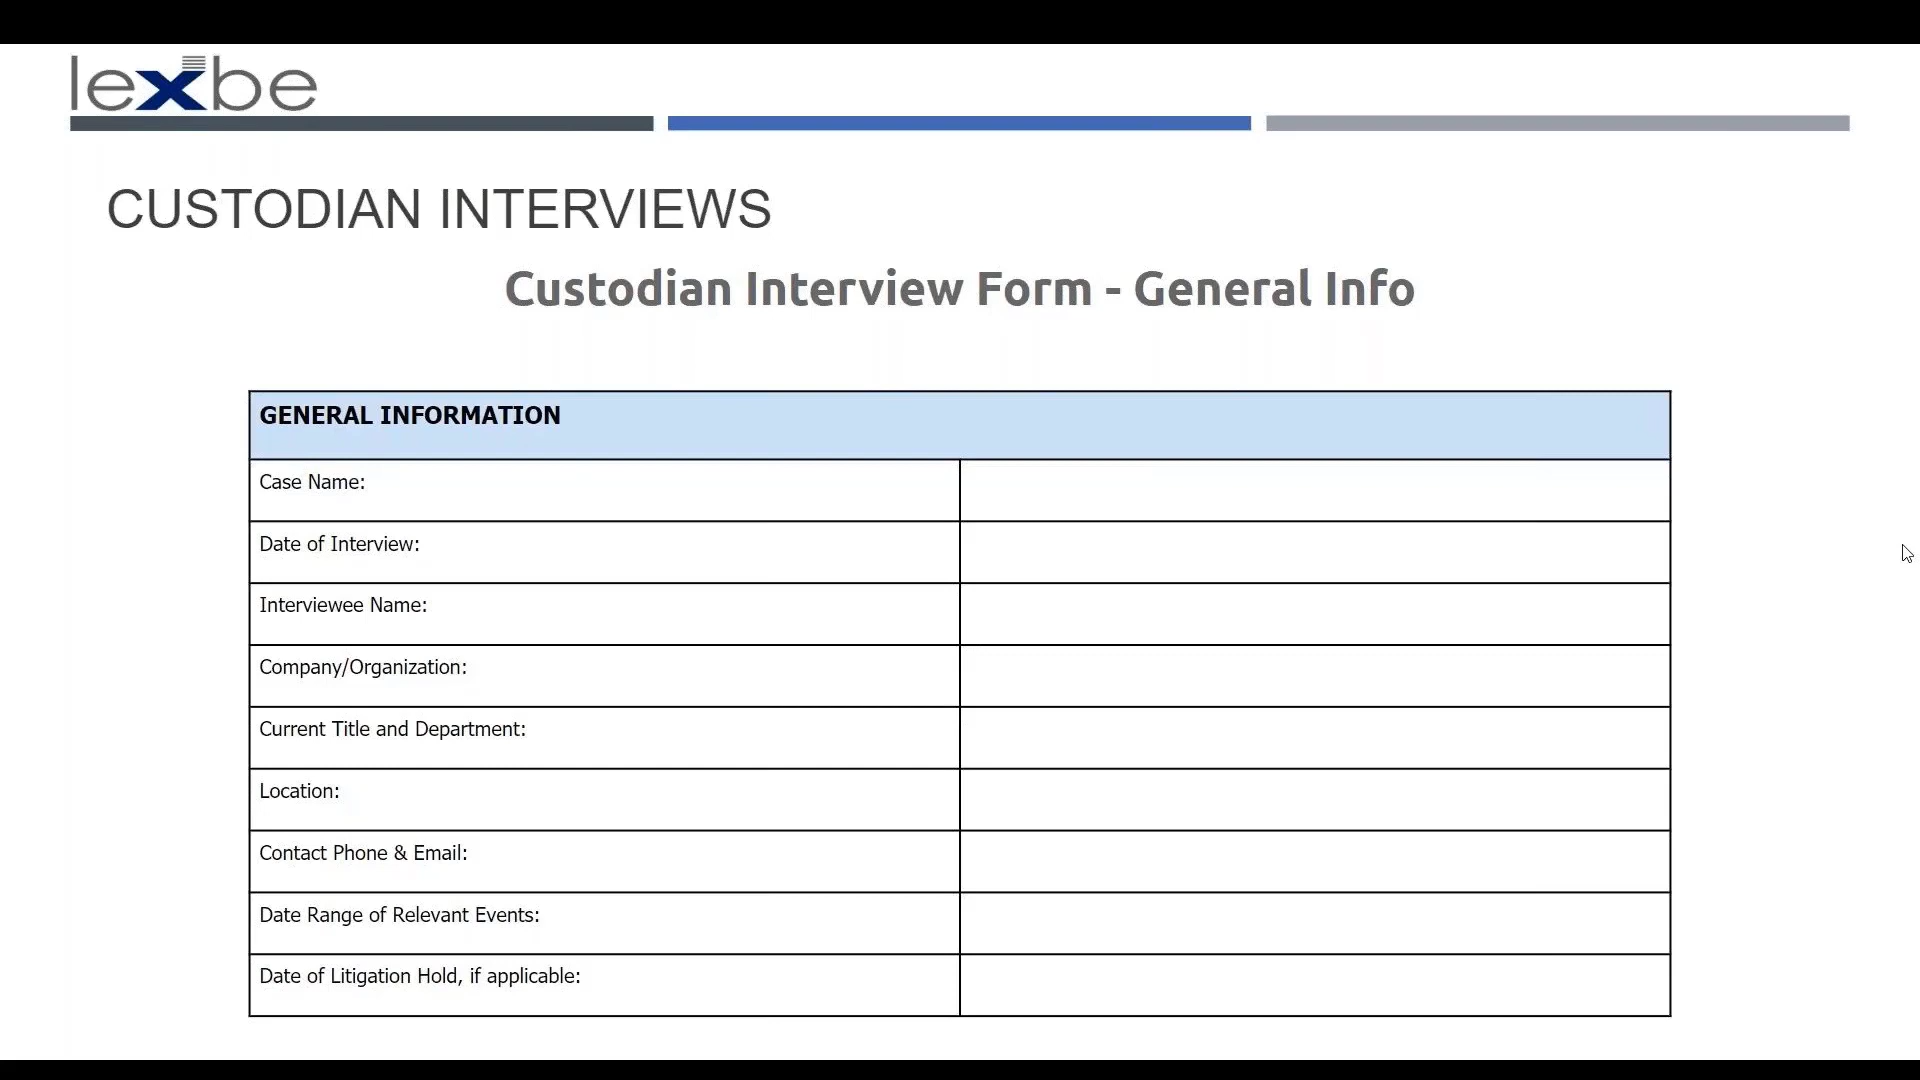 lexbe
CUSTODIAN INTERVIEWS
Custodian Interview Form - General Info
GENERAL INFORMATION
Case Name:
Date of Interview:
Interviewee Name:
Company/Organization:
Current Title and Department:
Location:
Contact Phone & Email:
Date Range of Relevant Events:
Date of Litigation Hold, if applicable: